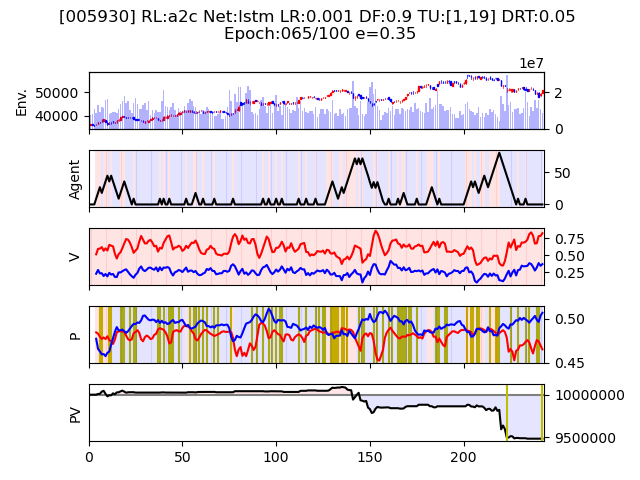 [005930] RL:a2c Net:lstm LR:0.001 DF:0.9 TU:[1,19] DRT:0.05
Epoch:065/100 e=0.35
1e7
Env.
50000
40000
2
0
Agent
50
0
V
0.75
0.50
0.25
P
0.50
0.45
PV
10000000
9500000
0
50
100
150
200